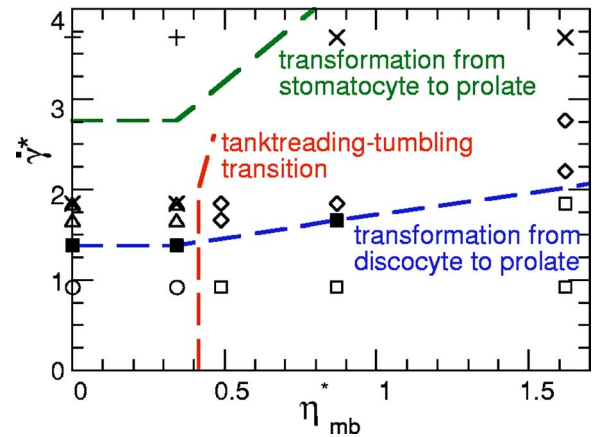 4
transformation from
stomatocyte to prolate
3
γ̇*
tanktreading-tumbling
transition
2
transformation from
discocyte to prolate
1
0
0 0.5 1 1.5
η*mb